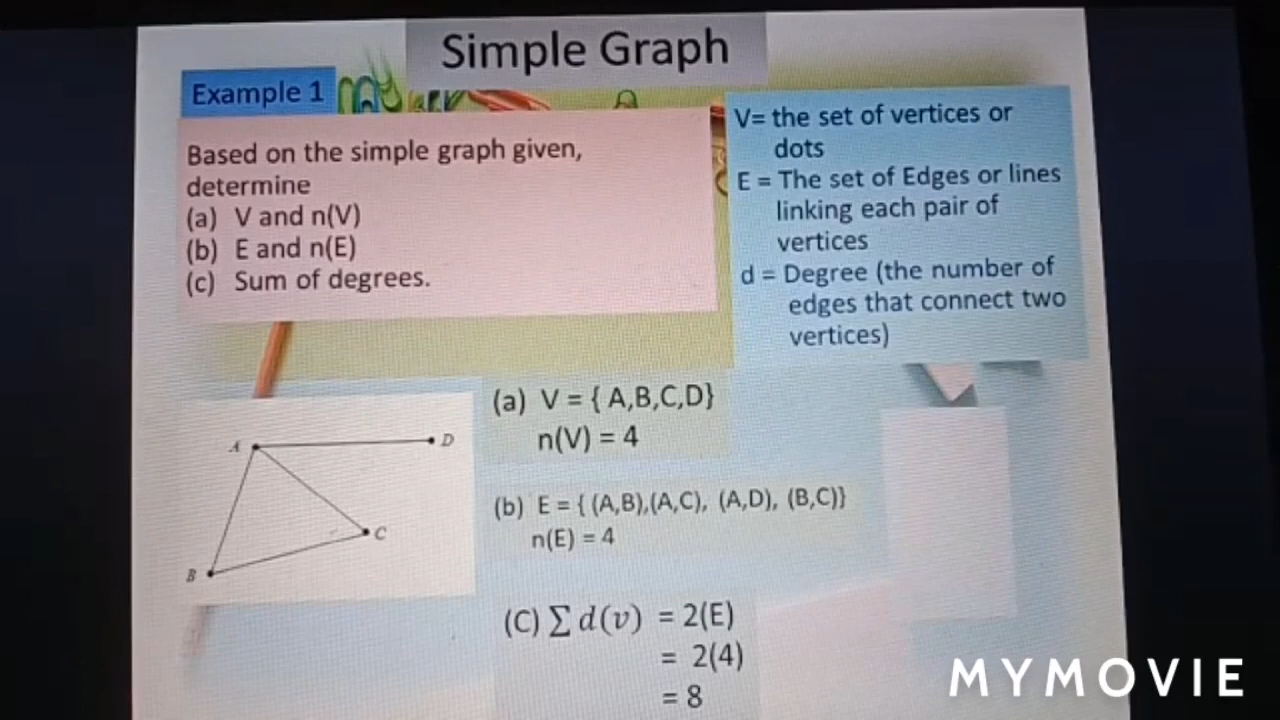 Simple Graph
Example 1
Based on the simple graph given,
determine
(a) V and n(V)
(b) E and n(E)
(c) Sum of degrees.
V= the set of vertices or
dots
E = The set of Edges or lines
linking each pair of
vertices
d = Degree (the number of
edges that connect two
vertices)
A
D
C
B
(a) V = { A,B,C,D}
n(V) = 4
(b) E = { (A,B),(A,C), (A,D), (B,C)}
n(E) = 4
(C) ∑ d(v) = 2(E)
= 2(4)
= 8
MYMOVIE